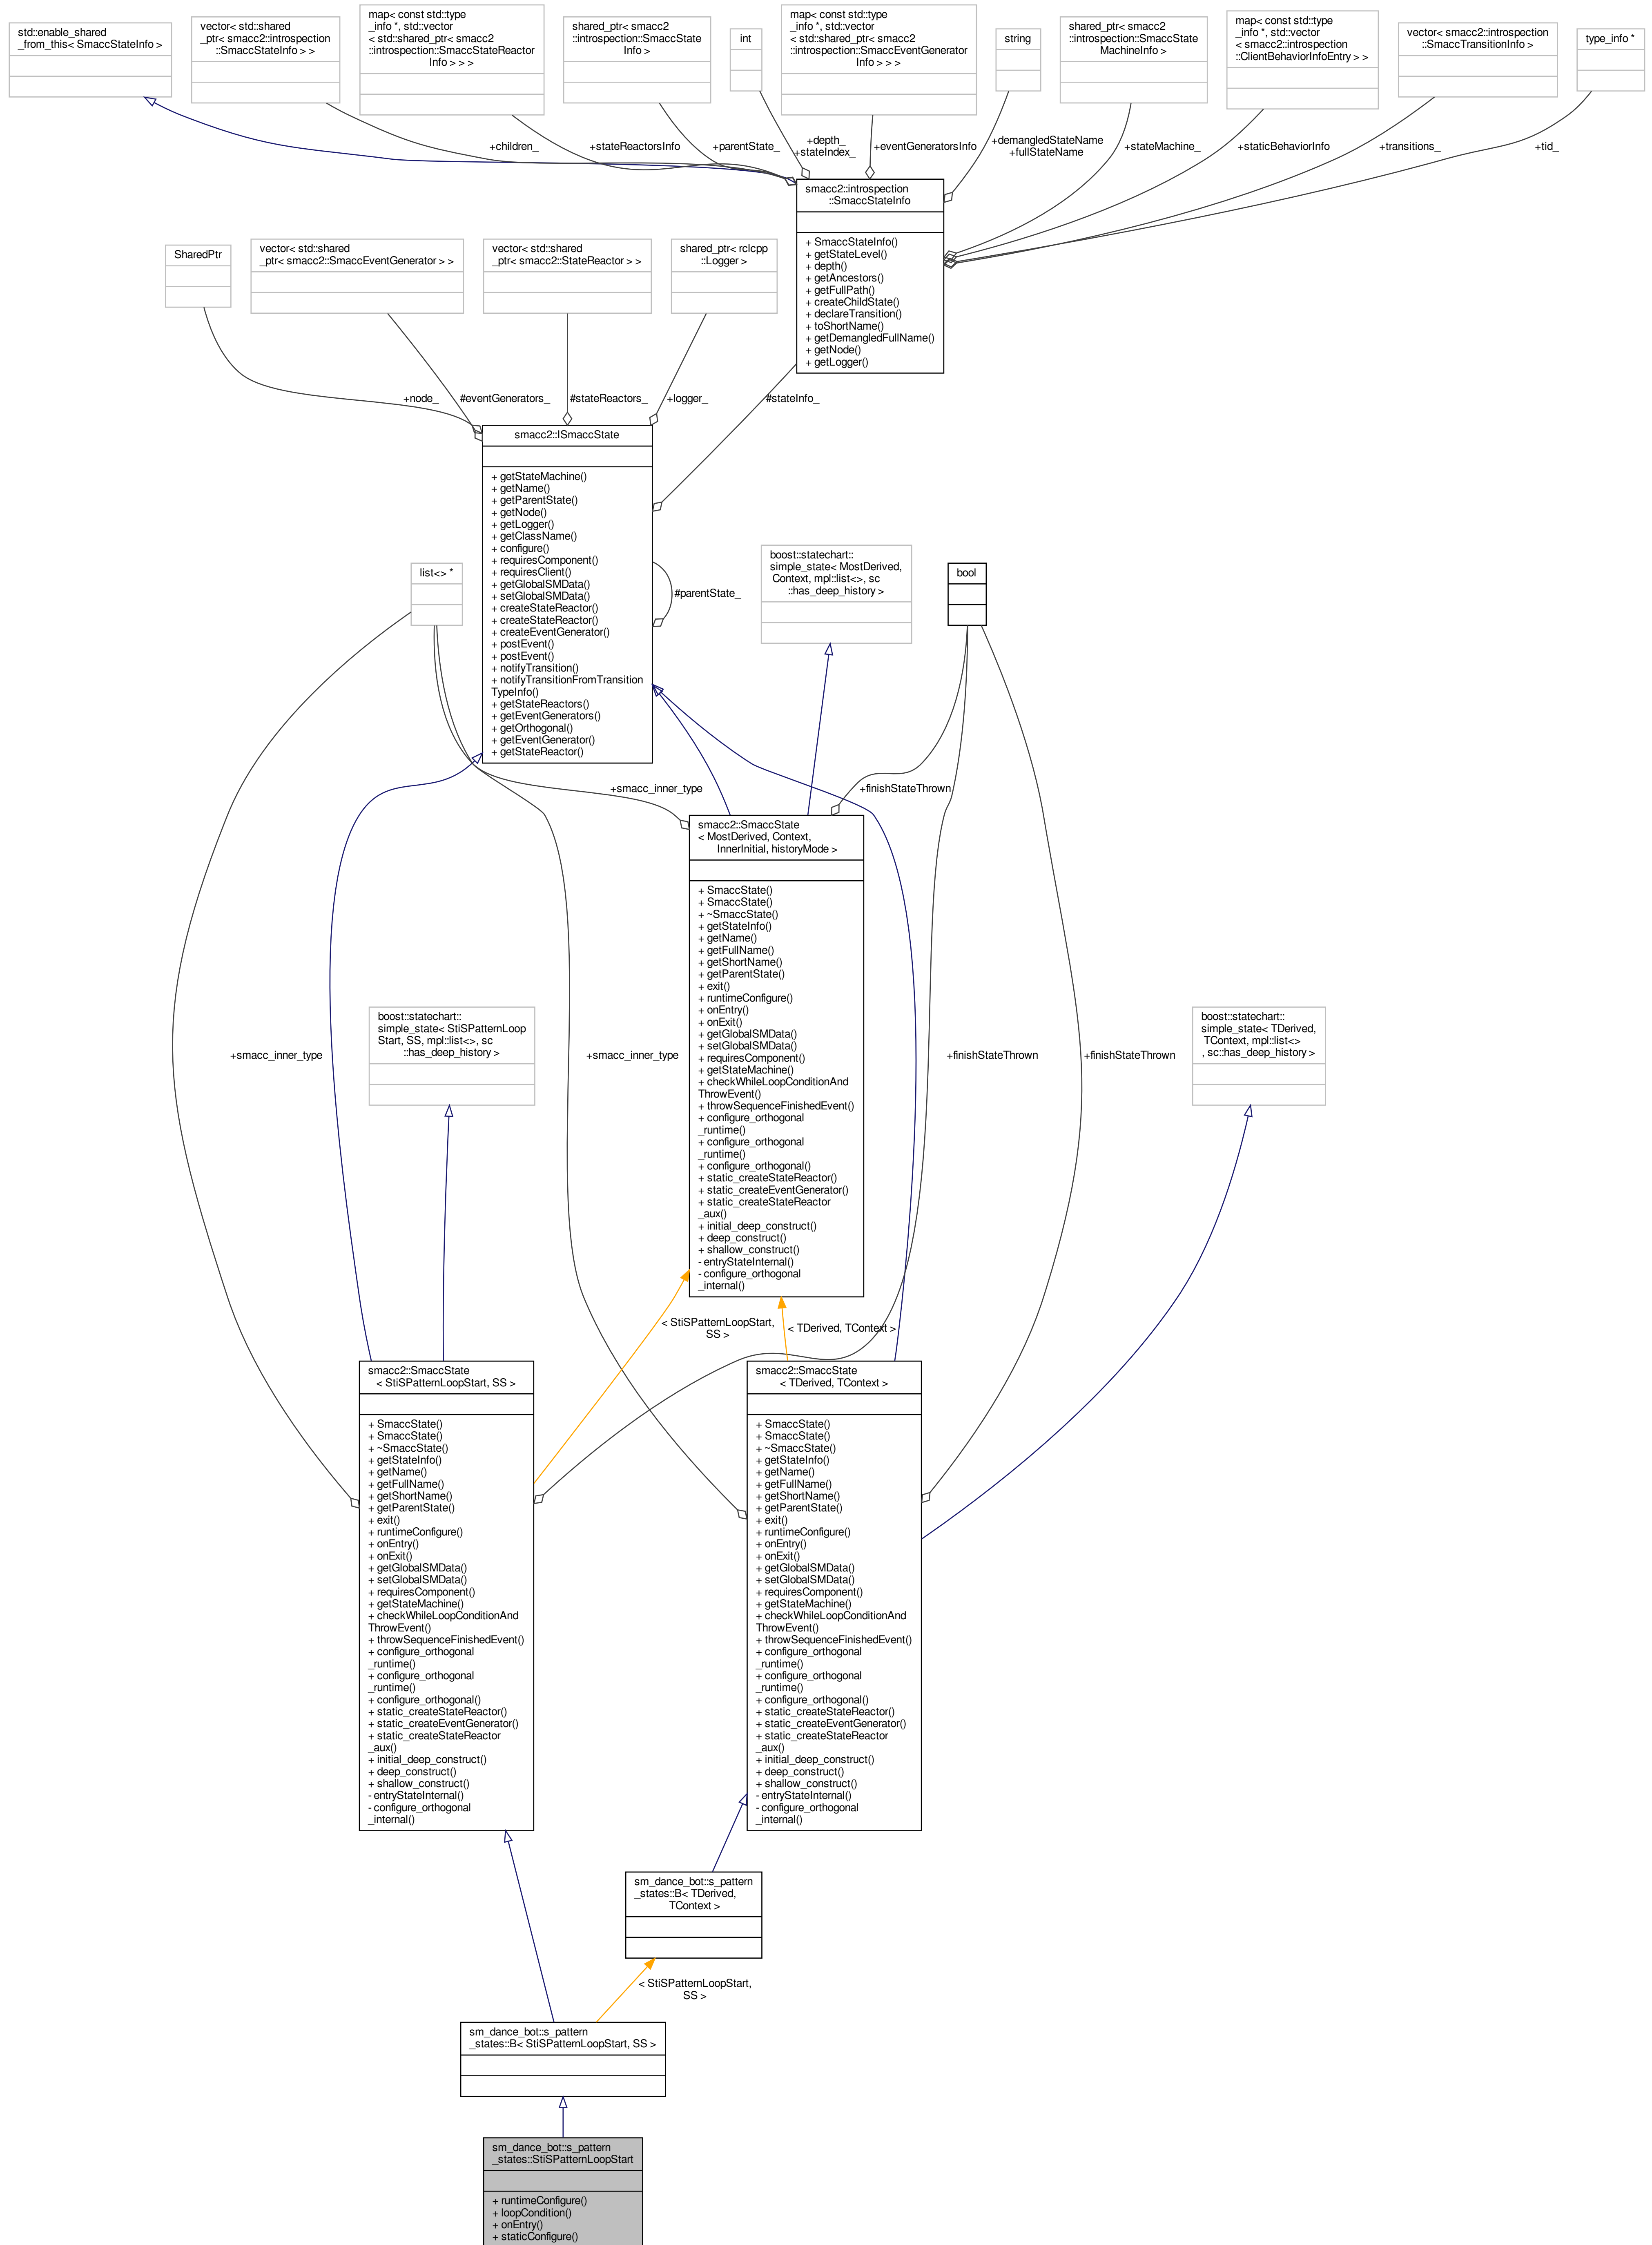 std::enable_shared
_from_this< SmaccStateInfo >
vector< std::shared
_ptr< smacc2::introspection
::SmaccStateInfo > >
map< const std::type
_info *, std::vector
< std::shared_ptr< smacc2
::introspection::SmaccStateReactor
Info > > >
shared_ptr< smacc2
::introspection::SmaccState
Info >
int
map< const std::type
_info *, std::vector
< std::shared_ptr< smacc2
::introspection::SmaccEventGenerator
Info > > >
string
shared_ptr< smacc2
::introspection::SmaccState
MachineInfo >
map< const std::type
_info *, std::vector
< smacc2::introspection
::ClientBehaviorInfoEntry > >
vector< smacc2::introspection
::SmaccTransitionInfo >
type_info *
+children_
+stateReactorsInfo
+parentState_
+depth_
+stateIndex_
+eventGeneratorsInfo
+demangledStateName
+fullStateName
+stateMachine_
+staticBehaviorInfo
+transitions_
+tid_
smacc2::introspection
::SmaccStateInfo
+ SmaccStateInfo()
+ getStateLevel()
+ depth()
+ getAncestors()
+ getFullPath()
+ createChildState()
+ declareTransition()
+ toShortName()
+ getDemangledFullName()
+ getNode()
+ getLogger()
SharedPtr
vector< std::shared
_ptr< smacc2::SmaccEventGenerator > >
vector< std::shared
_ptr< smacc2::StateReactor > >
shared_ptr< rclcpp
::Logger >
+node_
#eventGenerators_
#stateReactors_
+logger_
#stateInfo_
smacc2::ISmaccState
+ getStateMachine()
+ getName()
+ getParentState()
+ getNode()
+ getLogger()
+ getClassName()
+ configure()
+ requiresComponent()
+ requiresClient()
+ getGlobalSMData()
+ setGlobalSMData()
+ createStateReactor()
+ createStateReactor()
+ createEventGenerator()
+ postEvent()
+ postEvent()
+ notifyTransition()
+ notifyTransitionFromTransition
TypeInfo()
+ getStateReactors()
+ getEventGenerators()
+ getOrthogonal()
+ getEventGenerator()
+ getStateReactor()
#parentState_
list<> *
boost::statechart::
simple_state< MostDerived,
Context, mpl::list<>, sc
::has_deep_history >
bool
+smacc_inner_type
+finishStateThrown
smacc2::SmaccState
< MostDerived, Context,
InnerInitial, historyMode >
+ SmaccState()
+ SmaccState()
+ ~SmaccState()
+ getStateInfo()
+ getName()
+ getFullName()
+ getShortName()
+ getParentState()
+ exit()
+ runtimeConfigure()
+ onEntry()
+ onExit()
+ getGlobalSMData()
+ setGlobalSMData()
+ requiresComponent()
+ getStateMachine()
+ checkWhileLoopConditionAnd
ThrowEvent()
+ throwSequenceFinishedEvent()
+ configure_orthogonal
_runtime()
+ configure_orthogonal
_runtime()
+ configure_orthogonal()
+ static_createStateReactor()
+ static_createEventGenerator()
+ static_createStateReactor
_aux()
+ initial_deep_construct()
+ deep_construct()
+ shallow_construct()
- entryStateInternal()
- configure_orthogonal
_internal()
boost::statechart::
simple_state< StiSPatternLoop
Start, SS, mpl::list<>, sc
::has_deep_history >
boost::statechart::
simple_state< TDerived,
TContext, mpl::list<>
, sc::has_deep_history >
+smacc_inner_type
+smacc_inner_type
+finishStateThrown
+finishStateThrown
< StiSPatternLoopStart,
SS >
< TDerived, TContext >
smacc2::SmaccState
< StiSPatternLoopStart, SS >
+ SmaccState()
+ SmaccState()
+ ~SmaccState()
+ getStateInfo()
+ getName()
+ getFullName()
+ getShortName()
+ getParentState()
+ exit()
+ runtimeConfigure()
+ onEntry()
+ onExit()
+ getGlobalSMData()
+ setGlobalSMData()
+ requiresComponent()
+ getStateMachine()
+ checkWhileLoopConditionAnd
ThrowEvent()
+ throwSequenceFinishedEvent()
+ configure_orthogonal
_runtime()
+ configure_orthogonal
_runtime()
+ configure_orthogonal()
+ static_createStateReactor()
+ static_createEventGenerator()
+ static_createStateReactor
_aux()
+ initial_deep_construct()
+ deep_construct()
+ shallow_construct()
- entryStateInternal()
- configure_orthogonal
_internal()
smacc2::SmaccState
< TDerived, TContext >
+ SmaccState()
+ SmaccState()
+ ~SmaccState()
+ getStateInfo()
+ getName()
+ getFullName()
+ getShortName()
+ getParentState()
+ exit()
+ runtimeConfigure()
+ onEntry()
+ onExit()
+ getGlobalSMData()
+ setGlobalSMData()
+ requiresComponent()
+ getStateMachine()
+ checkWhileLoopConditionAnd
ThrowEvent()
+ throwSequenceFinishedEvent()
+ configure_orthogonal
_runtime()
+ configure_orthogonal
_runtime()
+ configure_orthogonal()
+ static_createStateReactor()
+ static_createEventGenerator()
+ static_createStateReactor
_aux()
+ initial_deep_construct()
+ deep_construct()
+ shallow_construct()
- entryStateInternal()
- configure_orthogonal
_internal()
sm_dance_bot::s_pattern
_states::B< TDerived,
TContext >
< StiSPatternLoopStart,
SS >
sm_dance_bot::s_pattern
_states::B< StiSPatternLoopStart, SS >
sm_dance_bot::s_pattern
_states::StiSPatternLoopStart
+ runtimeConfigure()
+ loopCondition()
+ onEntry()
+ staticConfigure()